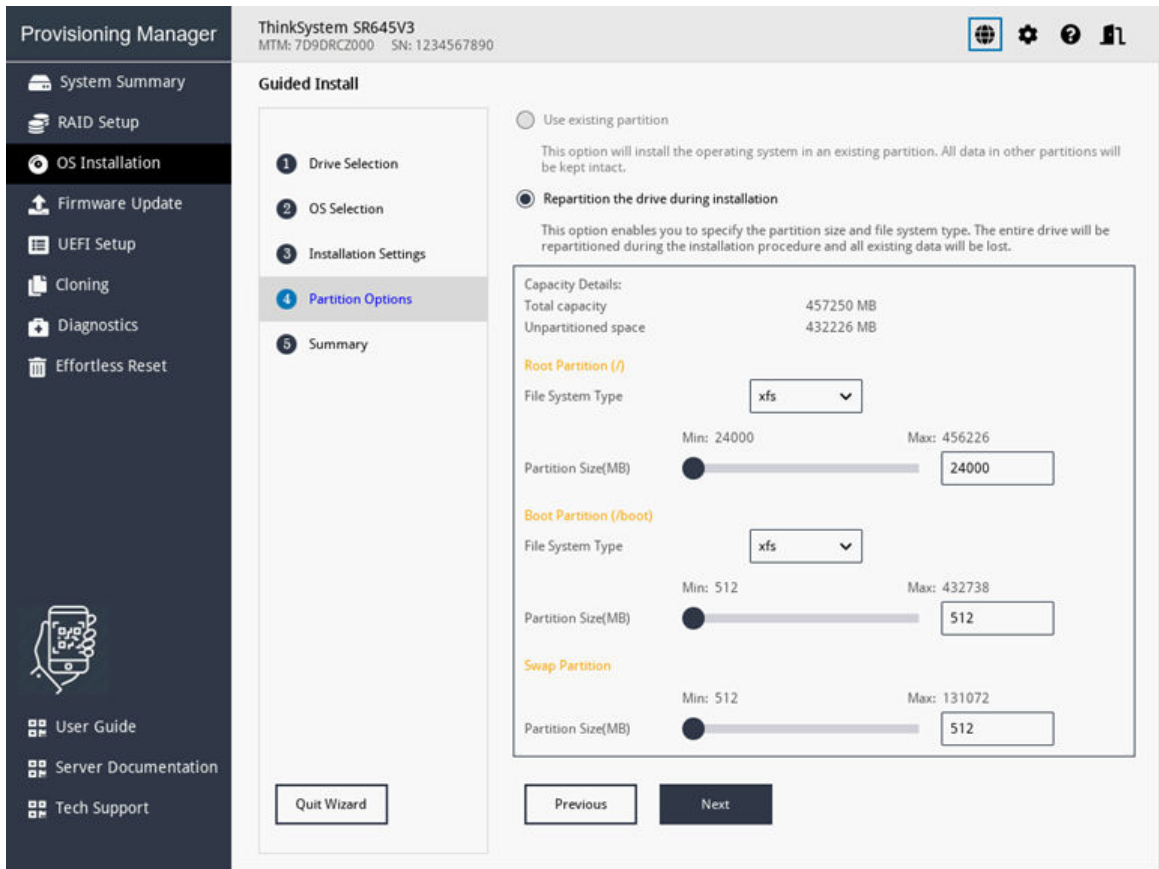 Provisioning Manager
System Summary
RAID Setup
OS Installation
Firmware Update
UEFI Setup
Cloning
Diagnostics
Effortless Reset
User Guide
Server Documentation
Tech Support
ThinkSystem SR645V3
MTM: 7D9DRCZ000 SN: 1234567890
Guided Install
1 Drive Selection
2 OS Selection
3 Installation Settings
4 Partition Options
5 Summary
Quit Wizard
Use existing partition
This option will install the operating system in an existing partition. All data in other partitions will
be kept intact.
Repartition the drive during installation
This option enables you to specify the partition size and file system type. The entire drive will be
repartitioned during the installation procedure and all existing data will be lost.
Capacity Details:
Total capacity 457250 MB
Unpartitioned space 432226 MB
Root Partition (/)
File System Type xfs
Min: 24000 Max: 456226
Partition Size(MB) 24000
Boot Partition (/boot)
File System Type xfs
Min: 512 Max: 432738
Partition Size(MB) 512
Swap Partition
Min: 512 Max: 131072
Partition Size(MB) 512
Previous Next